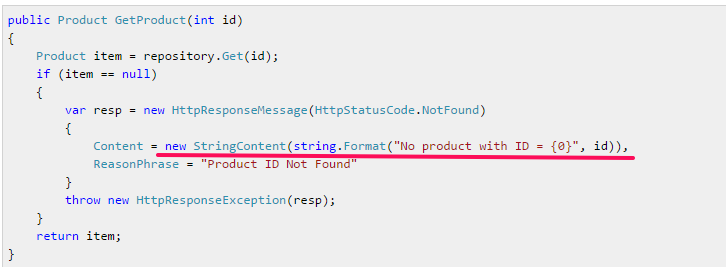 public Product GetProduct(int id)
{
    Product item = repository.Get(id);
    if (item == null)
    {
        var resp = new HttpResponseMessage(HttpStatusCode.NotFound)
        {
            Content = new StringContent(string.Format("No product with ID = {0}", id)),
            ReasonPhrase = "Product ID Not Found"
        }
        throw new HttpResponseException(resp);
    }
    return item;
}